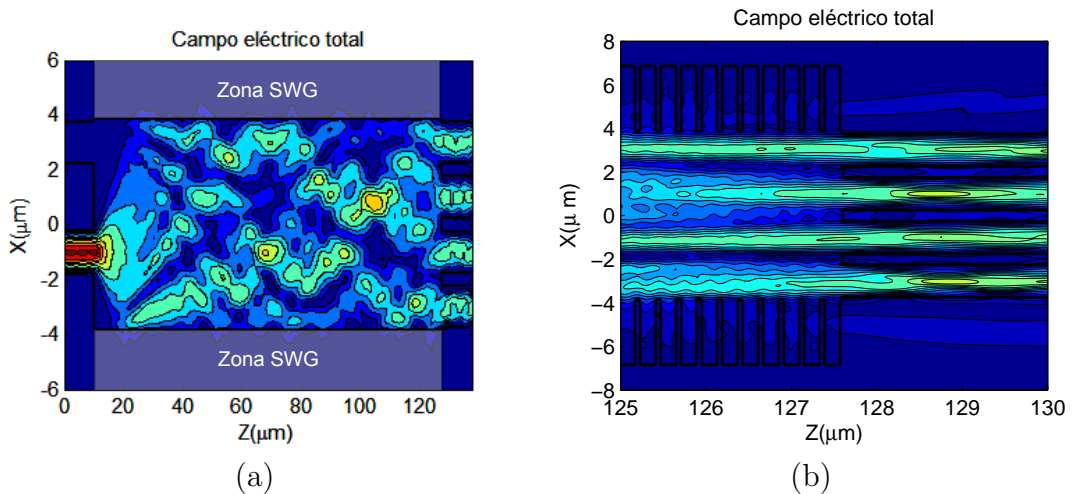 Campo eléctrico total
6
4
2
0
-2
-4
-6
X(μm)
Zona SWG
Zona SWG
0 20 40 60 80 100 120
Z(μm)
(a)
Campo eléctrico total
8
6
4
2
0
−2
−4
−6
−8
X(μ m)
125 126 127 128 129 130
Z(μm)
(b)